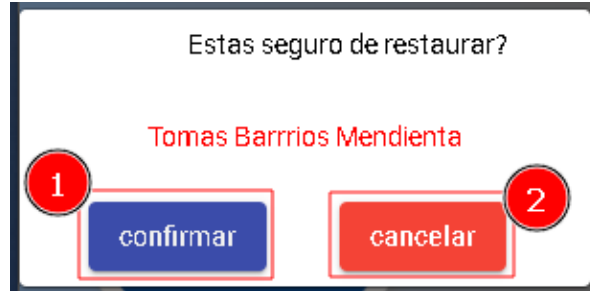 Estas seguro de restaurar?
Tomas Barrrios Mendienta
1
2
confirmar
cancelar